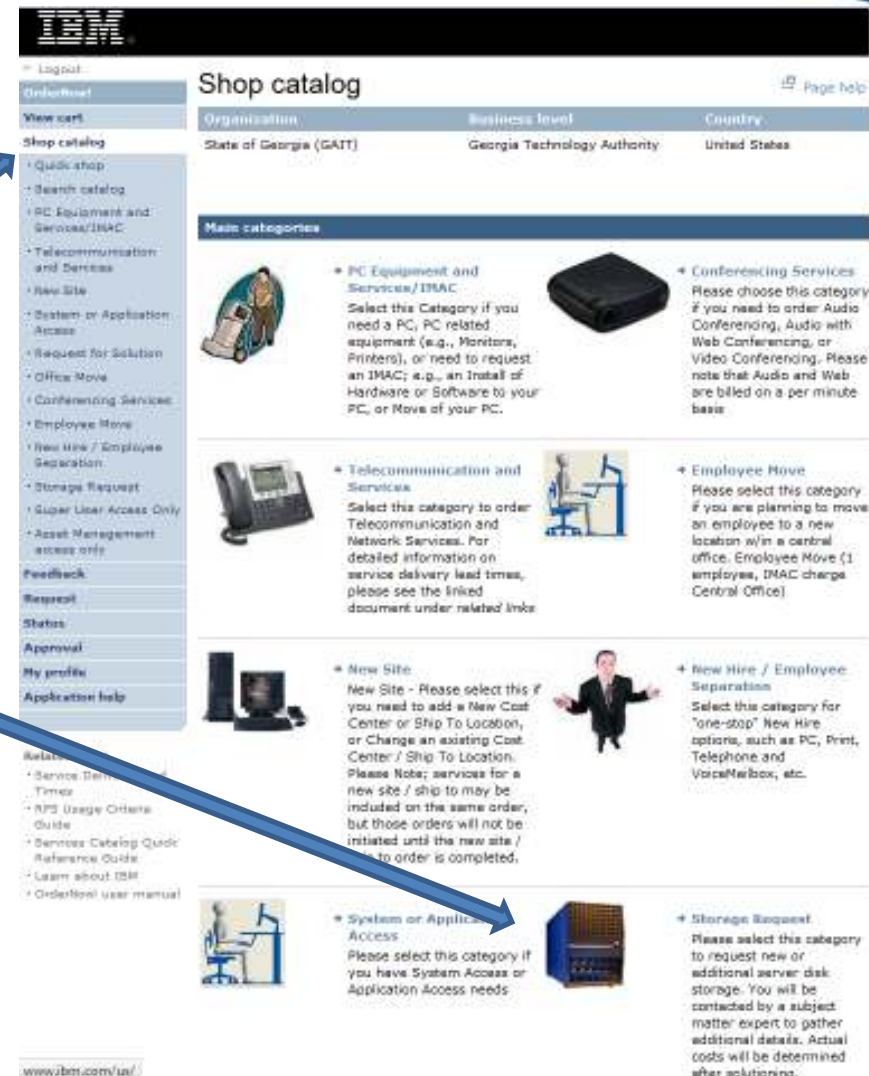 IBM
Logout
OrderNow!
View cart
Shop catalog
Quick shop
Search catalog
PC Equipment and
Services/IMAC
Telecommunication
and Services
New Site
System or Application
Access
Request for Solution
Office Move
Conferencing Services
Employee Move
New Hire / Employee
Separation
Storage Request
Super User Access Only
Asset Management
access only
Feedback
Request
Status
Approval
My profile
Application help
Times
RFS Usage Criteria
Guide
Services Catalog Quick
Reference Guide
Learn about IBM
OrderNow! user manual
Shop catalog
Page help
Organization Business level Country
State of Georgia (GAIT) Georgia Technology Authority United States
Main categories
PC Equipment and
Services/IMAC
Select this Category if you
need a PC, PC related
equipment (e.g., Monitors,
Printers), or need to request
an IMAC; e.g., an Install of
Hardware or Software to your
PC, or Move of your PC.
Conferencing Services
Please choose this category
if you need to order Audio
Conferencing, Audio with
Web Conferencing, or
Video Conferencing. Please
note that Audio and Web
are billed on a per minute
basis
Telecommunication and
Services
Select this category to order
Telecommunication and
Network Services. For
detailed information on
service delivery lead times,
please see the linked
document under related links
Employee Move
Please select this category
if you are planning to move
an employee to a new
location w/in a central
office. Employee Move (1
employee, IMAC charge
Central Office)
New Site
New Site - Please select this if
you need to add a New Cost
Center or Ship To Location,
or Change an existing Cost
Center / Ship To Location.
Please Note; services for a
new site / ship to may be
included on the same order,
but those orders will not be
initiated until the new site /
to order is completed.
New Hire / Employee
Separation
Select this category for
"one-stop" New Hire
options, such as PC, Print,
Telephone and
VoiceMailbox, etc.
System or
Access
Please select this category if
you have System Access or
Application Access needs
Storage Request
Please select this category
to request new or
additional server disk
storage. You will be
contacted by a subject
matter expert to gather
additional details. Actual
costs will be determined
after solutioning.
www.ibm.com/us/